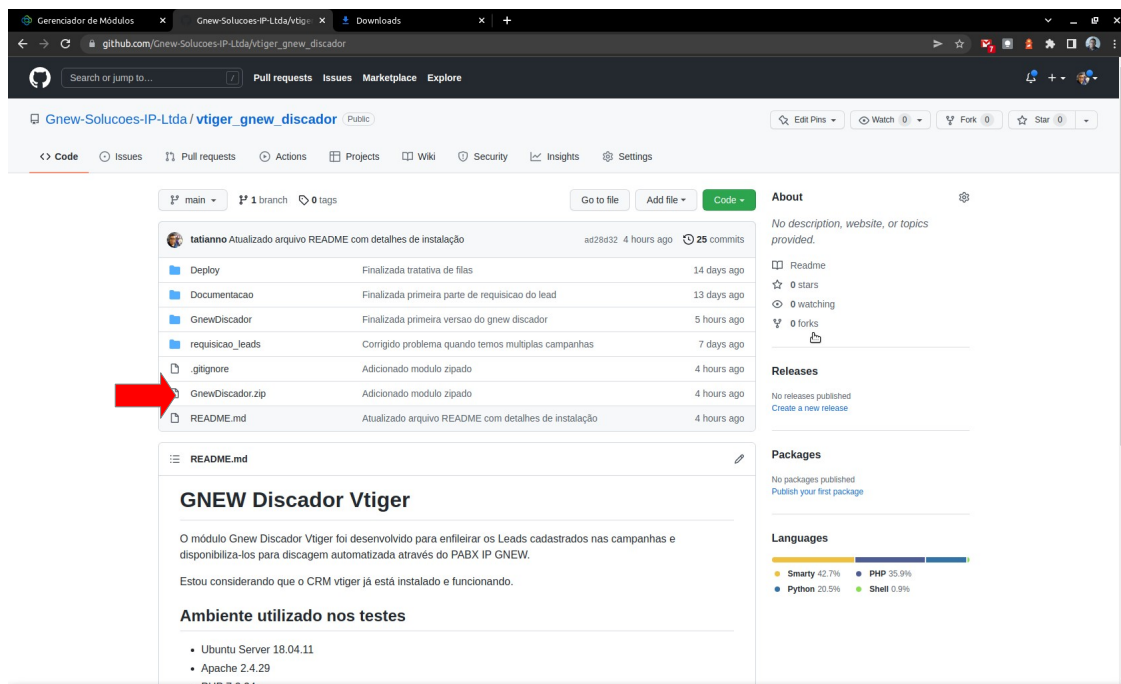 Gerenciador de Módulos
Gnew-Solucoes-IP-Ltda/vtige
Downloads
github.com/Gnew-Solucoes-IP-Ltda/vtiger_gnew_discador
7
Search or jump to...
/
Pull requests Issues Marketplace Explore
Gnew-Solucoes-IP-Ltda / vtiger_gnew_discador Public
Edit Pins Watch 0 Fork 0 Star 0
Code Issues Pull requests Actions Projects Wiki Security Insights Settings
main 1 branch 0 tags Go to file Add file Code
tatianno Atualizado arquivo README com detalhes de instalação ad28d32 4 hours ago 25 commits
Deploy Finalizada tratativa de filas 14 days ago
Documentacao Finalizada primeira parte de requisicao do lead 13 days ago
GnewDiscador Finalizada primeira versao do gnew discador 5 hours ago
requisicao_leads Corrigido problema quando temos multiplas campanhas 7 days ago
.gitignore Adicionado modulo zipado 4 hours ago
GnewDiscador.zip Adicionado modulo zipado 4 hours ago
README.md Atualizado arquivo README com detalhes de instalação 4 hours ago
README.md
GNEW Discador Vtiger
O módulo Gnew Discador Vtiger foi desenvolvido para enfileirar os Leads cadastrados nas campanhas e
disponibiliza-los para discagem automatizada através do PABX IP GNEW.
Estou considerando que o CRM vtiger já está instalado e funcionando.
Ambiente utilizado nos testes
Ubuntu Server 18.04.11
Apache 2.4.29
About
No description, website, or topics
provided.
Readme
0 stars
0 watching
0 forks
Releases
No releases published
Create a new release
Packages
No packages published
Publish your first package
Languages
Smarty 42.7% PHP 35.9%
Python 20.5% Shell 0.9%